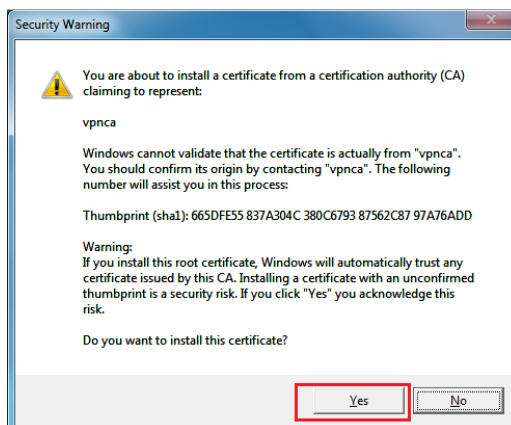 Security Warning
X
You are about to install a certificate from a certification authority (CA)
claiming to represent:
vpnca
Windows cannot validate that the certificate is actually from "vpnca".
You should confirm its origin by contacting "vpnca". The following
number will assist you in this process:
Thumbprint (sha1): 665DFE55 837A304C 380C6793 87562C87 97A76ADD
Warning:
If you install this root certificate, Windows will automatically trust any
certificate issued by this CA. Installing a certificate with an unconfirmed
thumbprint is a security risk. If you click "Yes" you acknowledge this
risk.
Do you want to install this certificate?
Yes
No